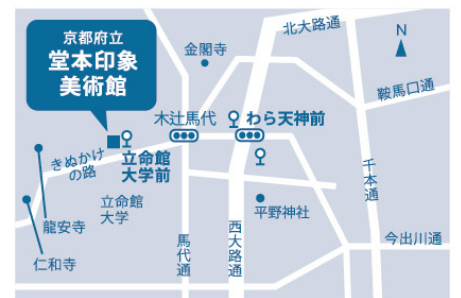 京都府立
堂本印象
美術館
金閣寺
北大路通
N
鞍馬口通
木辻馬代
わら天神前
きぬかけ
の路
立命館
大学前
立命館
大学
千本通
龍安寺
仁和寺
平野神社
馬代通
西大路通
今出川通